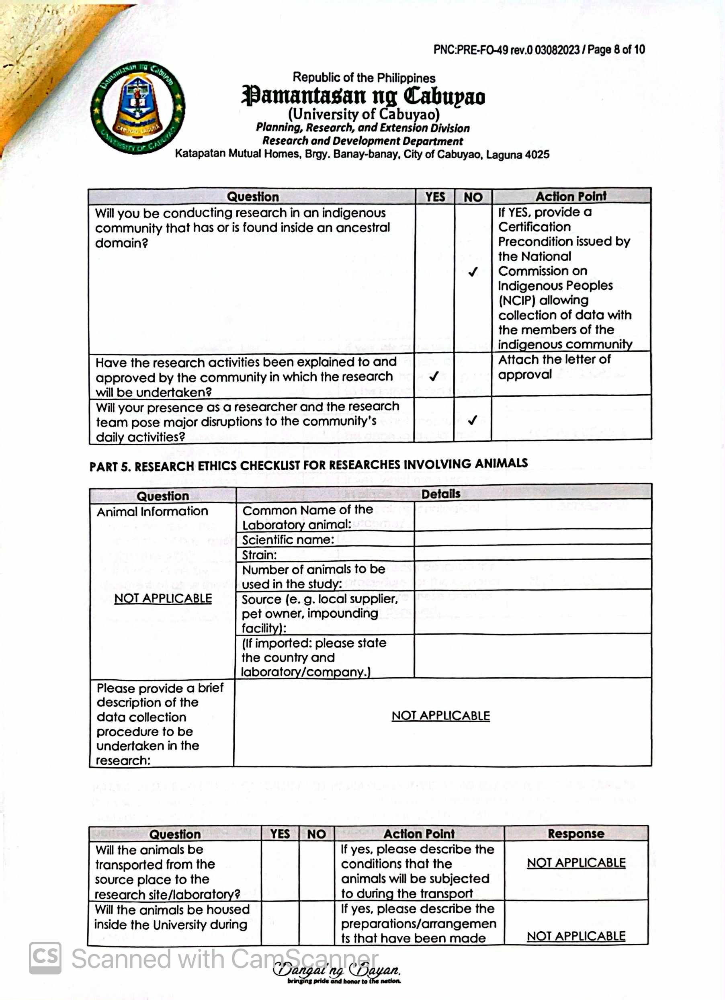 PNC:PRE-FO-49 rev.0 03082023 / Page 8 of 10
Pamantasan ng Cabuyao
CABUYAO, LAGUNA
UNIVERSITY OF CABUYAO
Republic of the Philippines
Pamantasan ng Cabuyao
(University of Cabuyao)
Planning, Research, and Extension Division
Research and Development Department
Katapatan Mutual Homes, Brgy. Banay-banay, City of Cabuyao, Laguna 4025
Question YES NO Action Point
Will you be conducting research in an indigenous
community that has or is found inside an ancestral
domain?
✓
If YES, provide a
Certification
Precondition issued by
the National
Commission on
Indigenous Peoples
(NCIP) allowing
collection of data with
the members of the
indigenous community
Have the research activities been explained to and
approved by the community in which the research
will be undertaken?
✓
Attach the letter of
approval
Will your presence as a researcher and the research
team pose major disruptions to the community's
daily activities?
✓
PART 5. RESEARCH ETHICS CHECKLIST FOR RESEARCHES INVOLVING ANIMALS
Question Details
Animal Information
NOT APPLICABLE
Common Name of the
Laboratory animal:
Scientific name:
Strain:
Number of animals to be
used in the study:
Source (e. g. local supplier,
pet owner, impounding
facility):
(If imported: please state
the country and
laboratory/company.)
Please provide a brief
description of the
data collection
procedure to be
undertaken in the
research:
NOT APPLICABLE
Question YES NO Action Point Response
Will the animals be
transported from the
source place to the
research site/laboratory?
If yes, please describe the
conditions that the
animals will be subjected
to during the transport
NOT APPLICABLE
Will the animals be housed
inside the University during
If yes, please describe the
preparations/arrangemen
ts that have been made
NOT APPLICABLE
CS Scanned with CamScanner
Dangal ng Bayan.
bringing pride and honor to the nation.